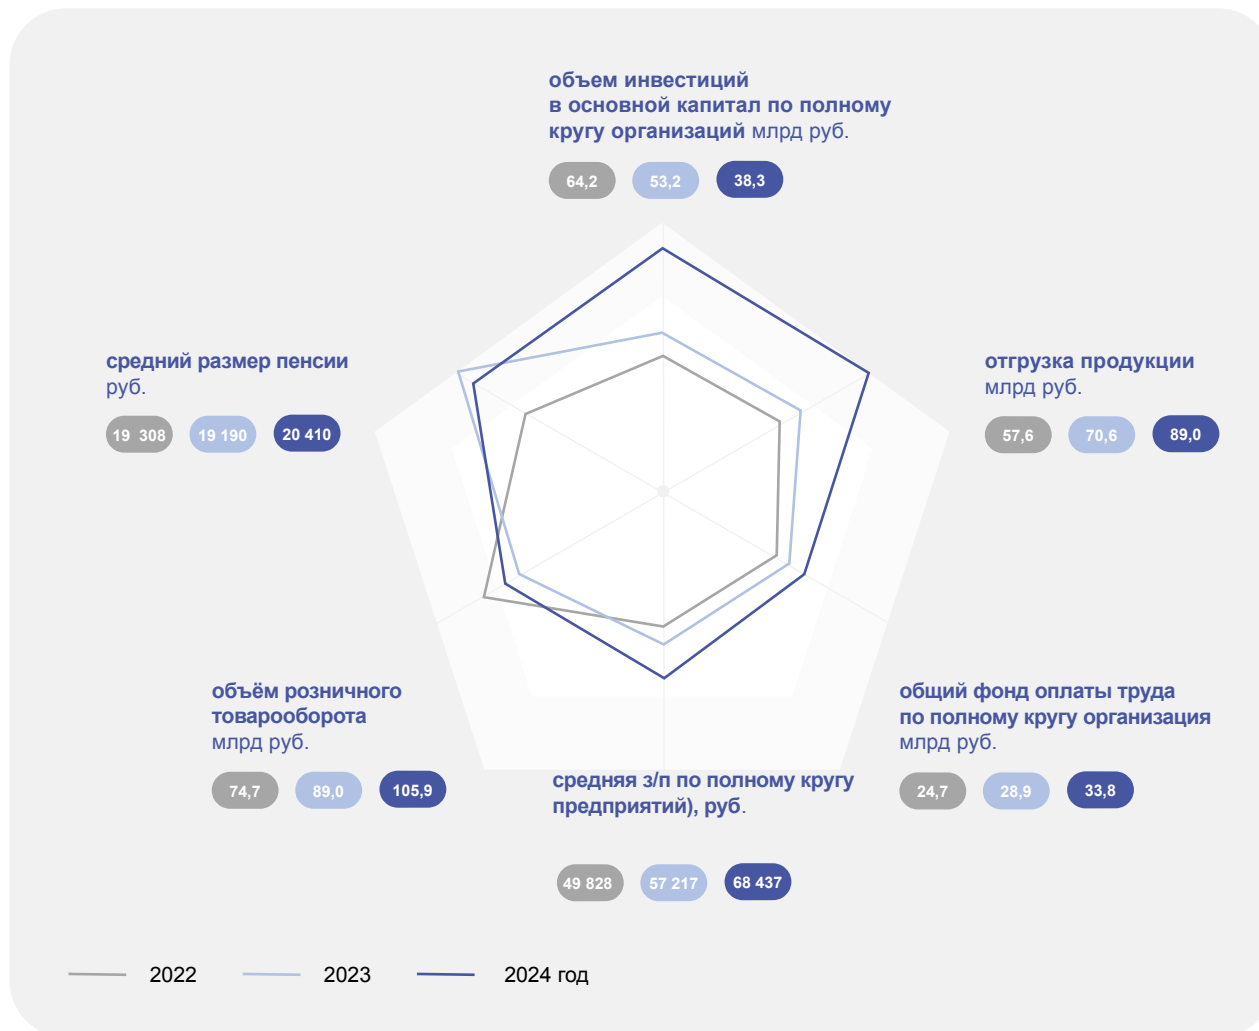 объем инвестиций
в основной капитал по полному
кругу организаций млрд руб.
64,2 53,2 38,3
средний размер пенсии
руб.
19 308 19 190 20 410
отгрузка продукции
млрд руб.
57,6 70,6 89,0
объём розничного
товарооборота
млрд руб.
74,7 89,0 105,9
средняя з/п по полному кругу
предприятий), руб.
49 828 57 217 68 437
общий фонд оплаты труда
по полному кругу организация
млрд руб.
24,7 28,9 33,8
2022 2023 2024 год